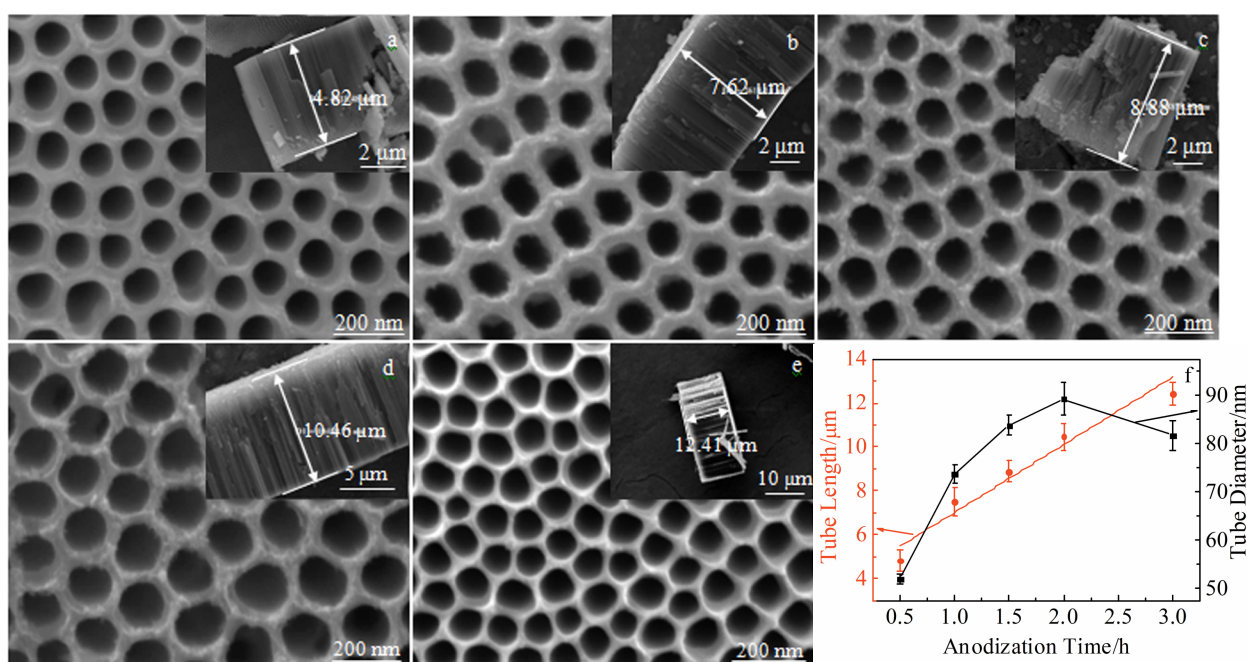 a
4.82 μm
2 μm
200 nm
b
7.62 μm
2 μm
200 nm
c
8.88 μm
2 μm
200 nm
d
10.46 μm
5 μm
200 nm
e
12.41 μm
10 μm
200 nm
f
14
12
10
8
6
4
Tube Length/μm
90
80
70
60
50
Tube Diameter/nm
0.5 1.0 1.5 2.0 3.0
Anodization Time/h